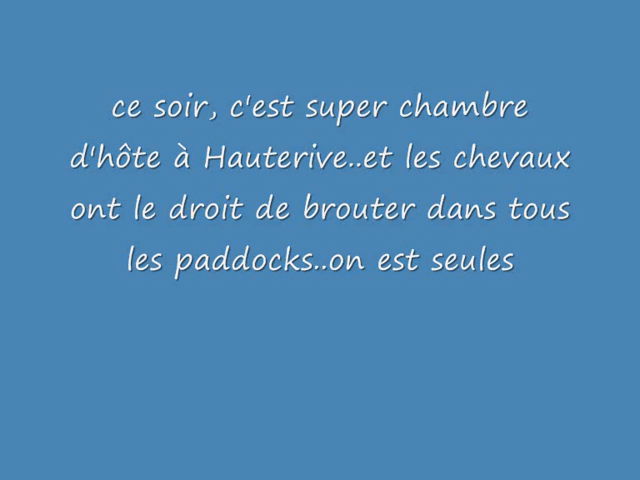 ce soir, c'est super chambre
d'hôte à Hauterive..et les chevaux
ont le droit de brouter dans tous
les paddocks..on est seules